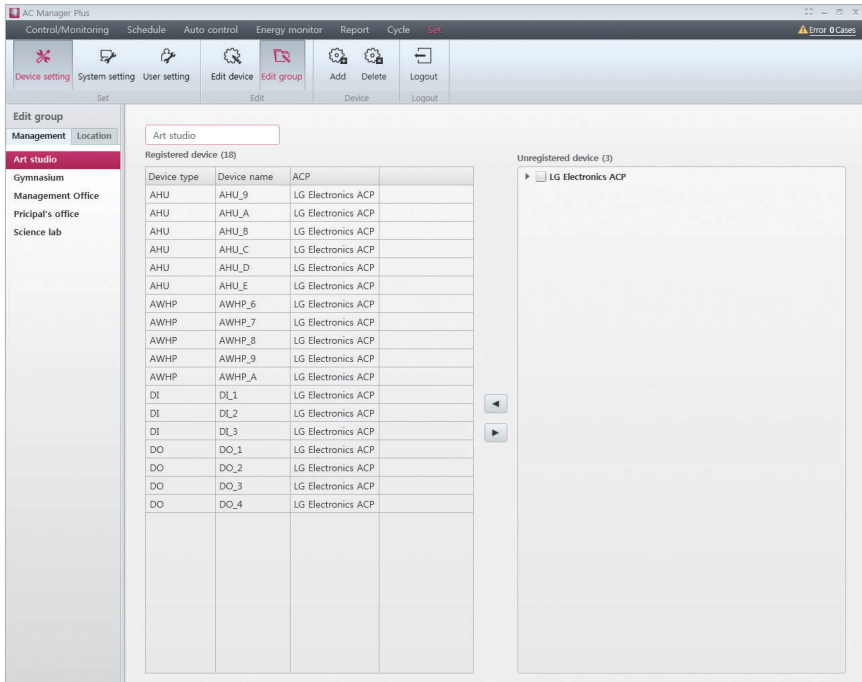 AC Manager Plus
Control/Monitoring Schedule Auto control Energy monitor Report Cycle Set
Error 0 Cases
Device setting System setting User setting Edit device Edit group Add Delete Logout
Set Edit Device Logout
Edit group
Management Location
Art studio
Gymnasium
Management Office
Pricipal's office
Science lab
Art studio
Registered device (18)
Device type Device name ACP
AHU AHU_9 LG Electronics ACP
AHU AHU_A LG Electronics ACP
AHU AHU_B LG Electronics ACP
AHU AHU_C LG Electronics ACP
AHU AHU_D LG Electronics ACP
AHU AHU_E LG Electronics ACP
AWHP AWHP_6 LG Electronics ACP
AWHP AWHP_7 LG Electronics ACP
AWHP AWHP_8 LG Electronics ACP
AWHP AWHP_9 LG Electronics ACP
AWHP AWHP_A LG Electronics ACP
DI DI_1 LG Electronics ACP
DI DI_2 LG Electronics ACP
DI DI_3 LG Electronics ACP
DO DO_1 LG Electronics ACP
DO DO_2 LG Electronics ACP
DO DO_3 LG Electronics ACP
DO DO_4 LG Electronics ACP
Unregistered device (3)
LG Electronics ACP